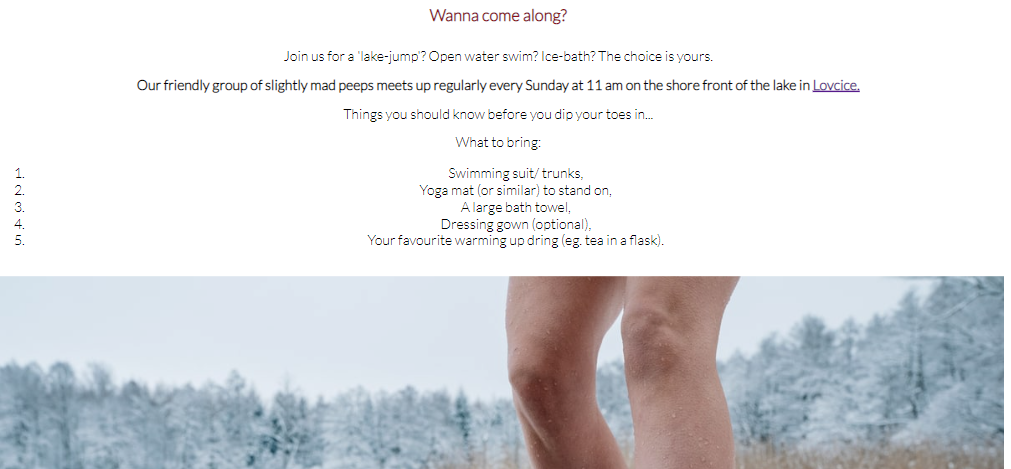 Wanna come along?
Join us for a 'lake-jump'? Open water swim? Ice-bath? The choice is yours.
Our friendly group of slightly mad peeps meets up regularly every Sunday at 11 am on the shore front of the lake in Lovcice.
Things you should know before you dip your toes in...
What to bring:
1. Swimming suit/ trunks,
2. Yoga mat (or similar) to stand on,
3. A large bath towel,
4. Dressing gown (optional),
5. Your favourite warming up dring (eg. tea in a flask).